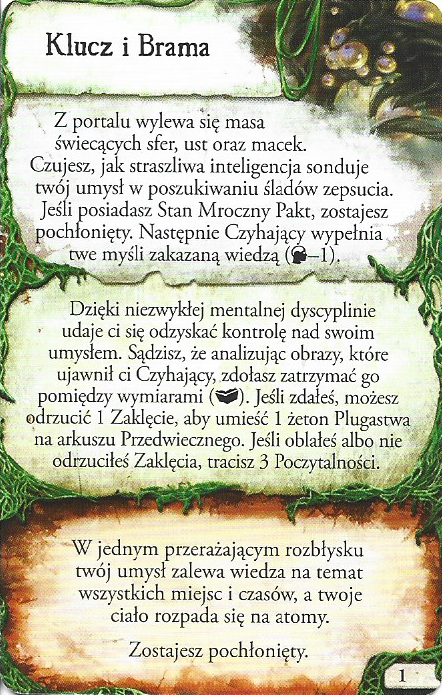 Klucz i Brama
Z portalu wylewa się masa
świecących sfer, ust oraz macek.
Czujesz, jak straszliwa inteligencja sonduje
twój umysł w poszukiwaniu śladów zepsucia.
Jeśli posiadasz Stan Mroczny Pakt, zostajesz
pochłonięty. Następnie Czyhający wypełnia
twe myśli zakazaną wiedzą (–1).
Dzięki niezwykłej mentalnej dyscyplinie
udaje ci się odzyskać kontrolę nad swoim
umysłem. Sądzisz, że analizując obrazy, które
ujawnił ci Czyhający, zdołasz zatrzymać go
pomiędzy wymiarami (). Jeśli zdałeś, możesz
odrzucić 1 Zaklęcie, aby umieść 1 żeton Plugastwa
na arkuszu Przedwiecznego. Jeśli oblałeś albo nie
odrzuciłeś Zaklęcia, tracisz 3 Poczytalności.
W jednym przerażającym rozbłysku
twój umysł zalewa wiedza na temat
wszystkich miejsc i czasów, a twoje
ciało rozpada się na atomy.
Zostajesz pochłonięty.
1